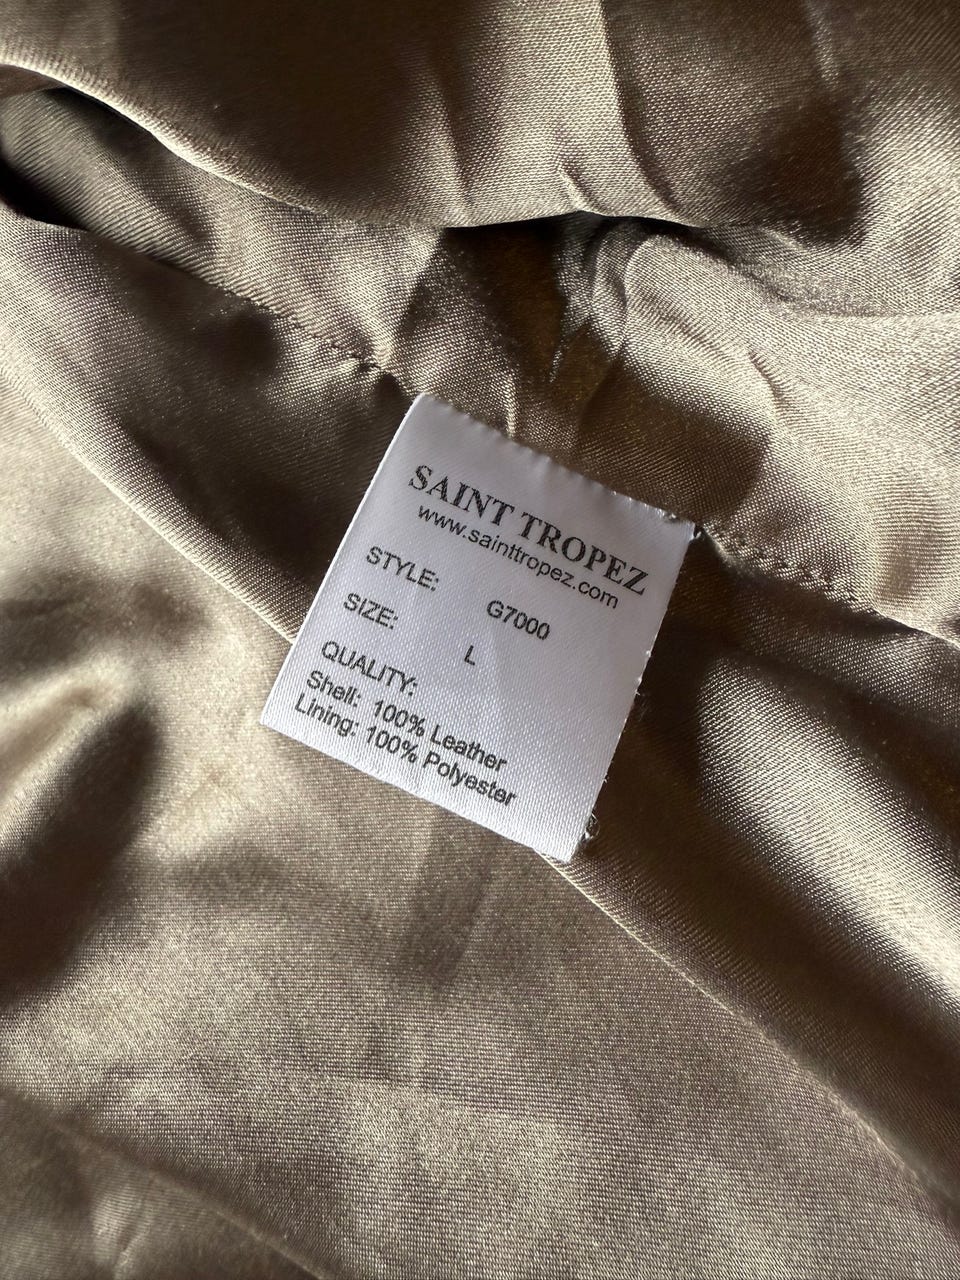 SAINT TROPEZ
www.sainttropez.com
STYLE: G7000
SIZE: L
QUALITY:
Shell: 100% Leather
Lining: 100% Polyester